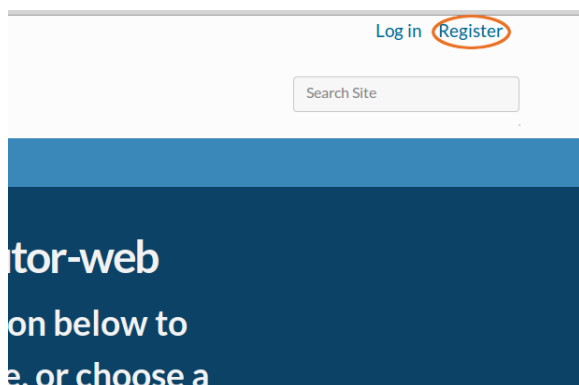 Log in Register
Search Site
tor-web
on below to
e, or choose a